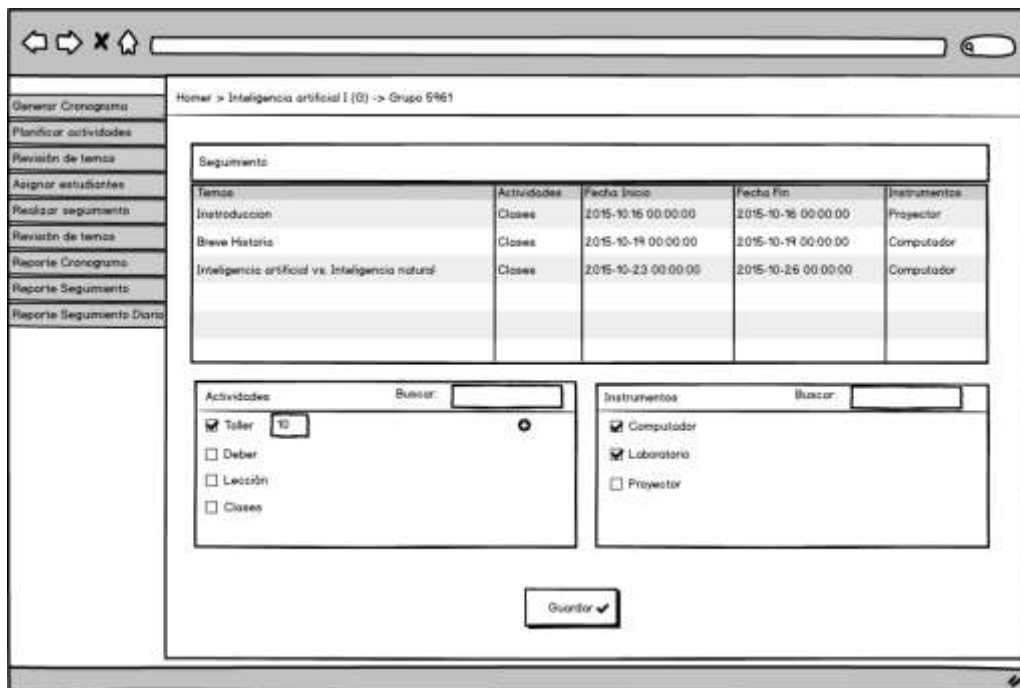 Homer > Inteligencia artificial I (G) -> Grupo 5961
Generar Cronograma
Planificar actividades
Revisión de temas
Asignar estudiantes
Realizar seguimiento
Revisión de temas
Reporte Cronograma
Reporte Seguimiento
Reporte Seguimiento Diario
Seguimiento
Temas Actividades Fecha Inicio Fecha Fin Instrumentos
Instroduccion Clases 2015-10.16 00:00:00 2015-10-16 00:00:00 Proyector
Breve Historia Clases 2015-10-19 00:00:00 2015-10-19 00:00:00 Computador
Inteligencia artificial vs. Inteligencia natural Clases 2015-10-23 00:00:00 2015-10-26 00:00:00 Computador
Actividades Buscar:
Taller 10
Deber
Lección
Clases
Instrumentos Buscar:
Computador
Laboratorio
Proyector
Guardar